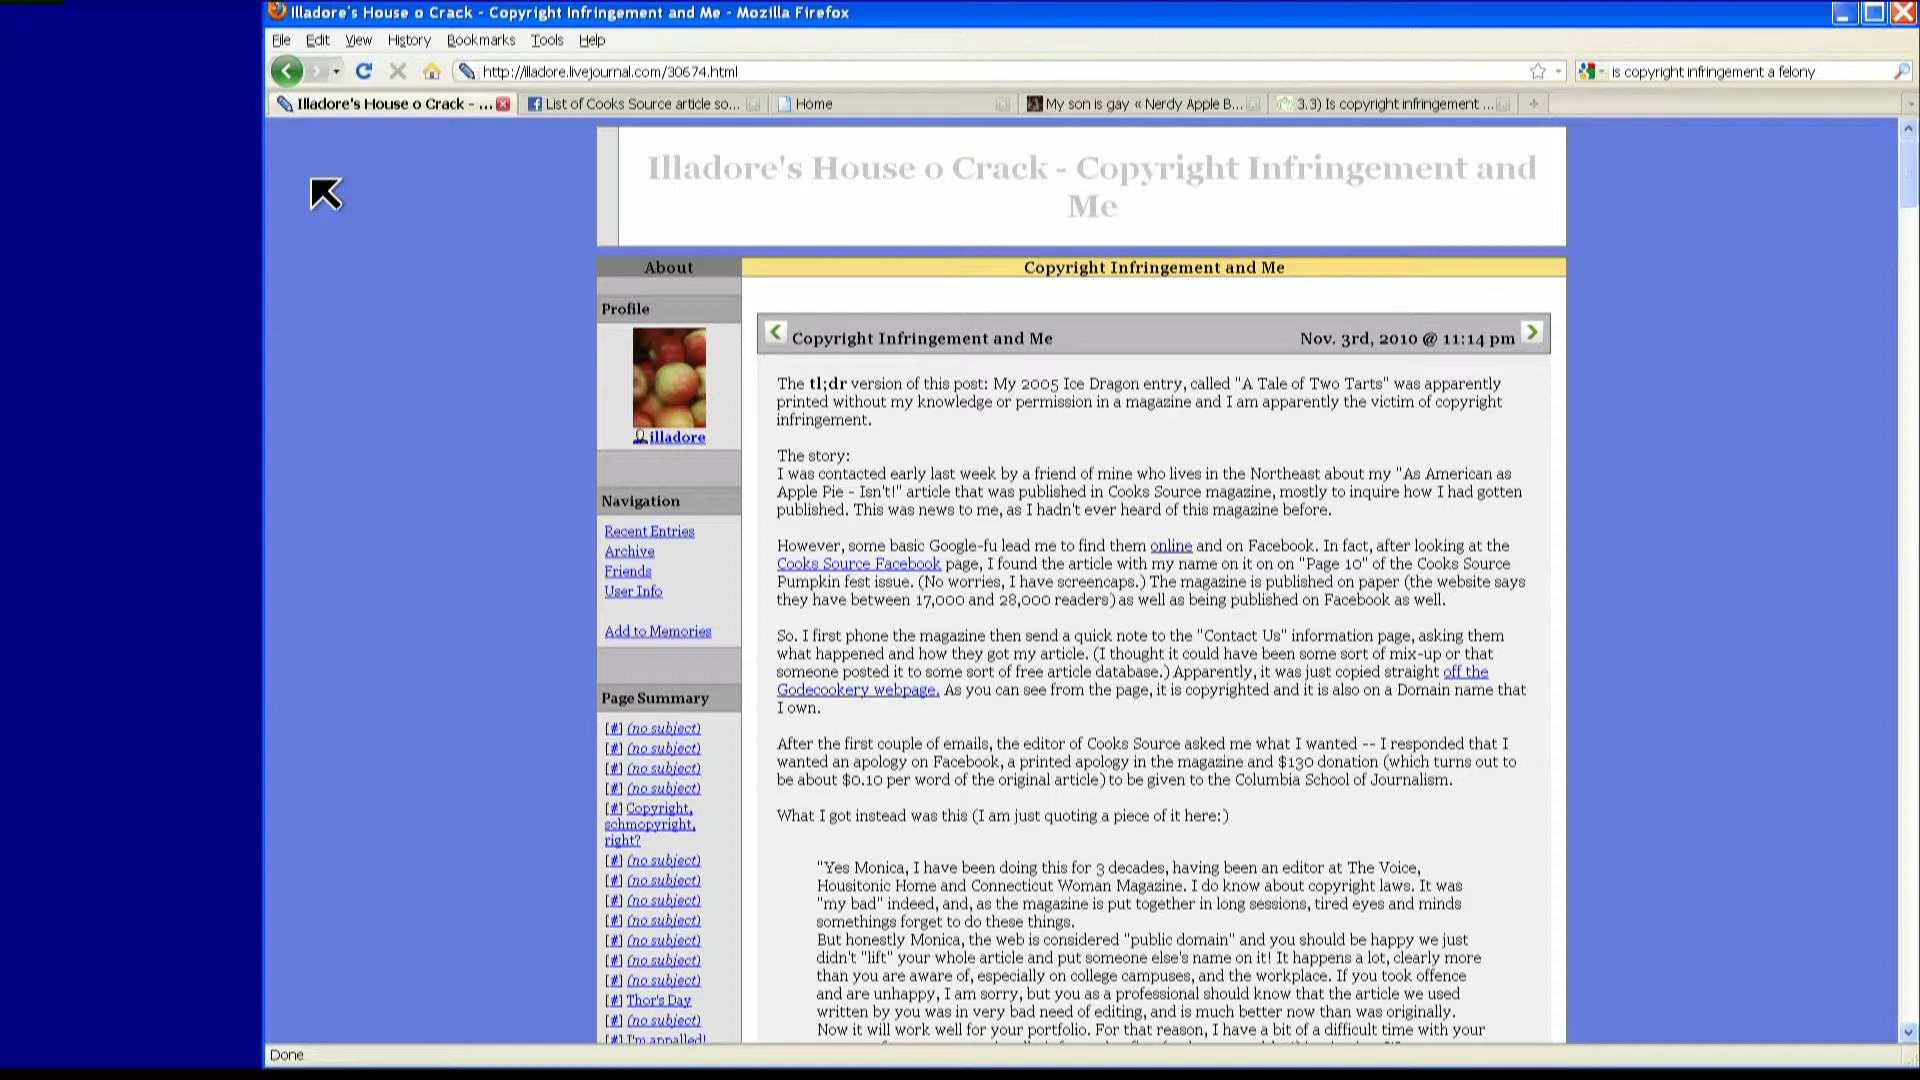 Illadore's House o Crack - Copyright Infringement and Me - Mozilla Firefox
File Edit View History Bookmarks Tools Help
http://illadore.livejournal.com/30674.html
is copyright infringement a felony
Illadore's House o Crack - ...
List of Cooks Source article so...
Home
My son is gay « Nerdy Apple B...
3.3) Is copyright infringement ...
Illadore's House o Crack - Copyright Infringement and
Me
About
Profile
illadore
Navigation
Recent Entries
Archive
Friends
User Info
Add to Memories
Page Summary
[#] (no subject)
[#] (no subject)
[#] (no subject)
[#] (no subject)
[#] Copyright,
schmopyright,
right?
[#] (no subject)
[#] (no subject)
[#] (no subject)
[#] (no subject)
[#] (no subject)
[#] (no subject)
[#] (no subject)
[#] Thor's Day
[#] (no subject)
[#] I'm appalled!
Copyright Infringement and Me
Copyright Infringement and Me Nov. 3rd, 2010 @ 11:14 pm
The tl;dr version of this post: My 2005 Ice Dragon entry, called "A Tale of Two Tarts" was apparently
printed without my knowledge or permission in a magazine and I am apparently the victim of copyright
infringement.
The story:
I was contacted early last week by a friend of mine who lives in the Northeast about my "As American as
Apple Pie - Isn't!" article that was published in Cooks Source magazine, mostly to inquire how I had gotten
published. This was news to me, as I hadn't ever heard of this magazine before.
However, some basic Google-fu lead me to find them online and on Facebook. In fact, after looking at the
Cooks Source Facebook page, I found the article with my name on it on on "Page 10" of the Cooks Source
Pumpkin fest issue. (No worries, I have screencaps.) The magazine is published on paper (the website says
they have between 17,000 and 28,000 readers) as well as being published on Facebook as well.
So. I first phone the magazine then send a quick note to the "Contact Us" information page, asking them
what happened and how they got my article. (I thought it could have been some sort of mix-up or that
someone posted it to some sort of free article database.) Apparently, it was just copied straight off the
Godecookery webpage. As you can see from the page, it is copyrighted and it is also on a Domain name that
I own.
After the first couple of emails, the editor of Cooks Source asked me what I wanted -- I responded that I
wanted an apology on Facebook, a printed apology in the magazine and $130 donation (which turns out to
be about $0.10 per word of the original article) to be given to the Columbia School of Journalism.
What I got instead was this (I am just quoting a piece of it here:)
"Yes Monica, I have been doing this for 3 decades, having been an editor at The Voice,
Housitonic Home and Connecticut Woman Magazine. I do know about copyright laws. It was
"my bad" indeed, and, as the magazine is put together in long sessions, tired eyes and minds
somethings forget to do these things.
But honestly Monica, the web is considered "public domain" and you should be happy we just
didn't "lift" your whole article and put someone else's name on it! It happens a lot, clearly more
than you are aware of, especially on college campuses, and the workplace. If you took offence
and are unhappy, I am sorry, but you as a professional should know that the article we used
written by you was in very bad need of editing, and is much better now than was originally.
Now it will work well for your portfolio. For that reason, I have a bit of a difficult time with your
Done